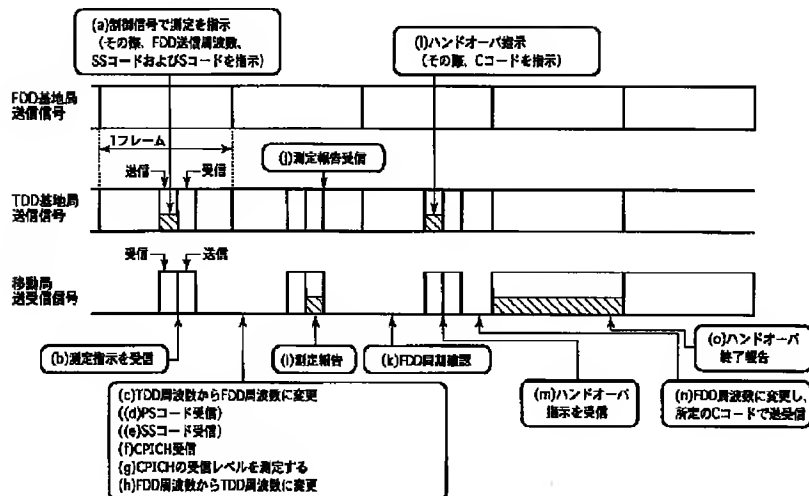 (a)制御信号で測定を指示
(その際、FDD送信周波数、
SSコードおよびSコードを指示)
(l)ハンドオーバ指示
(その際、Cコードを指示)
FDD基地局
送信信号
1フレーム
送信
受信
(j)測定報告受信
TDD基地局
送信信号
受信
送信
移動局
送受信信号
(b)測定指示を受信
(i)測定報告
(k)FDD同期確認
(o)ハンドオーバ
終了報告
(m)ハンドオーバ
指示を受信
(n)FDD周波数に変更し、
所定のCコードで送受信
(c)TDD周波数からFDD周波数に変更
((d)PSコード受信)
((e)SSコード受信)
(f)CPICH受信
(g)CPICHの受信レベルを測定する
(h)FDD周波数からTDD周波数に変更